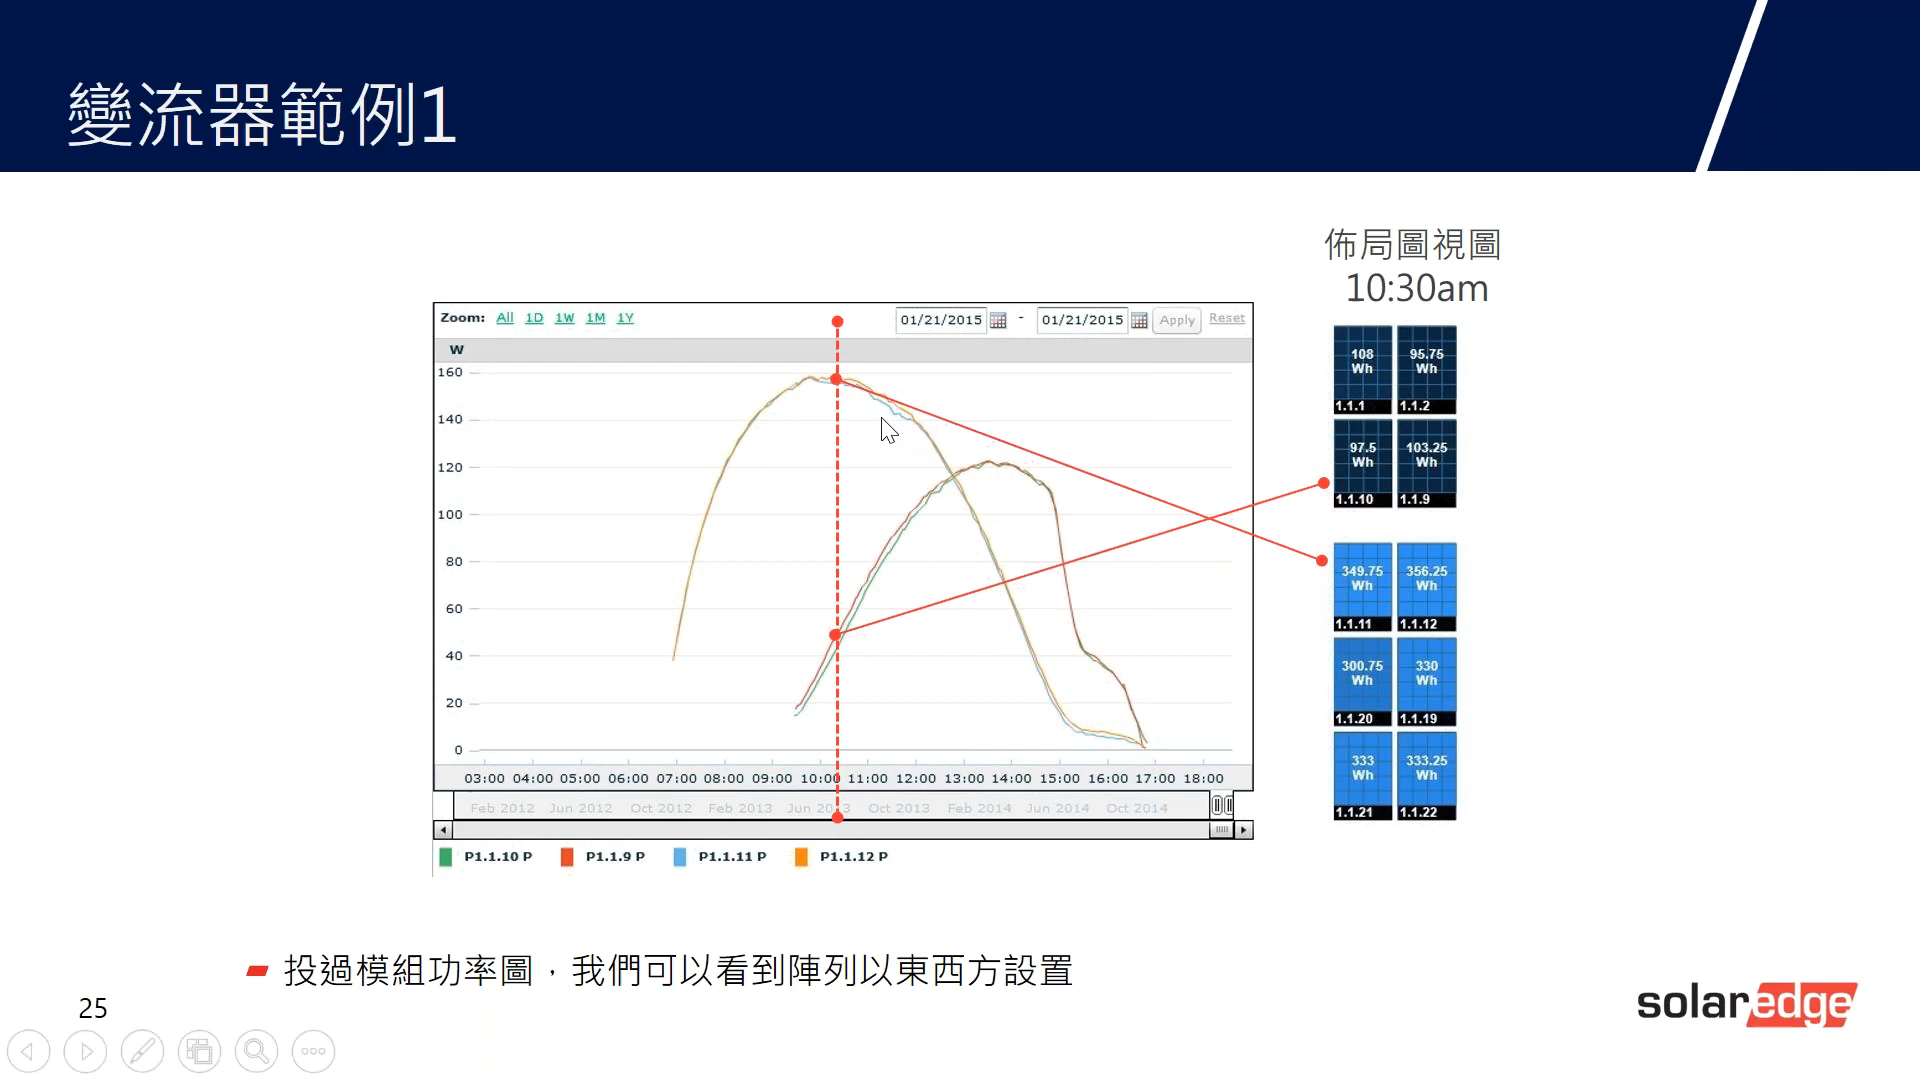 變流器範例1
佈局圖視圖
10:30am
Zoom: All 1D 1W 1M 1Y 01/21/2015 - 01/21/2015 Apply Reset
W
160
140
120
100
80
60
40
20
0
03:00 04:00 05:00 06:00 07:00 08:00 09:00 10:00 11:00 12:00 13:00 14:00 15:00 16:00 17:00 18:00
Feb 2012 Jun 2012 Oct 2012 Feb 2013 Jun 2013 Oct 2013 Feb 2014 Jun 2014 Oct 2014
P1.1.10 P P1.1.9 P P1.1.11 P P1.1.12 P
108 95.75
Wh Wh
1.1.1 1.1.2
97.5 103.25
Wh Wh
1.1.10 1.1.9
349.75 356.25
Wh Wh
1.1.11 1.1.12
300.75 330
Wh Wh
1.1.20 1.1.19
333 333.25
Wh Wh
1.1.21 1.1.22
投過模組功率圖，我們可以看到陣列以東西方設置
25
solaredge